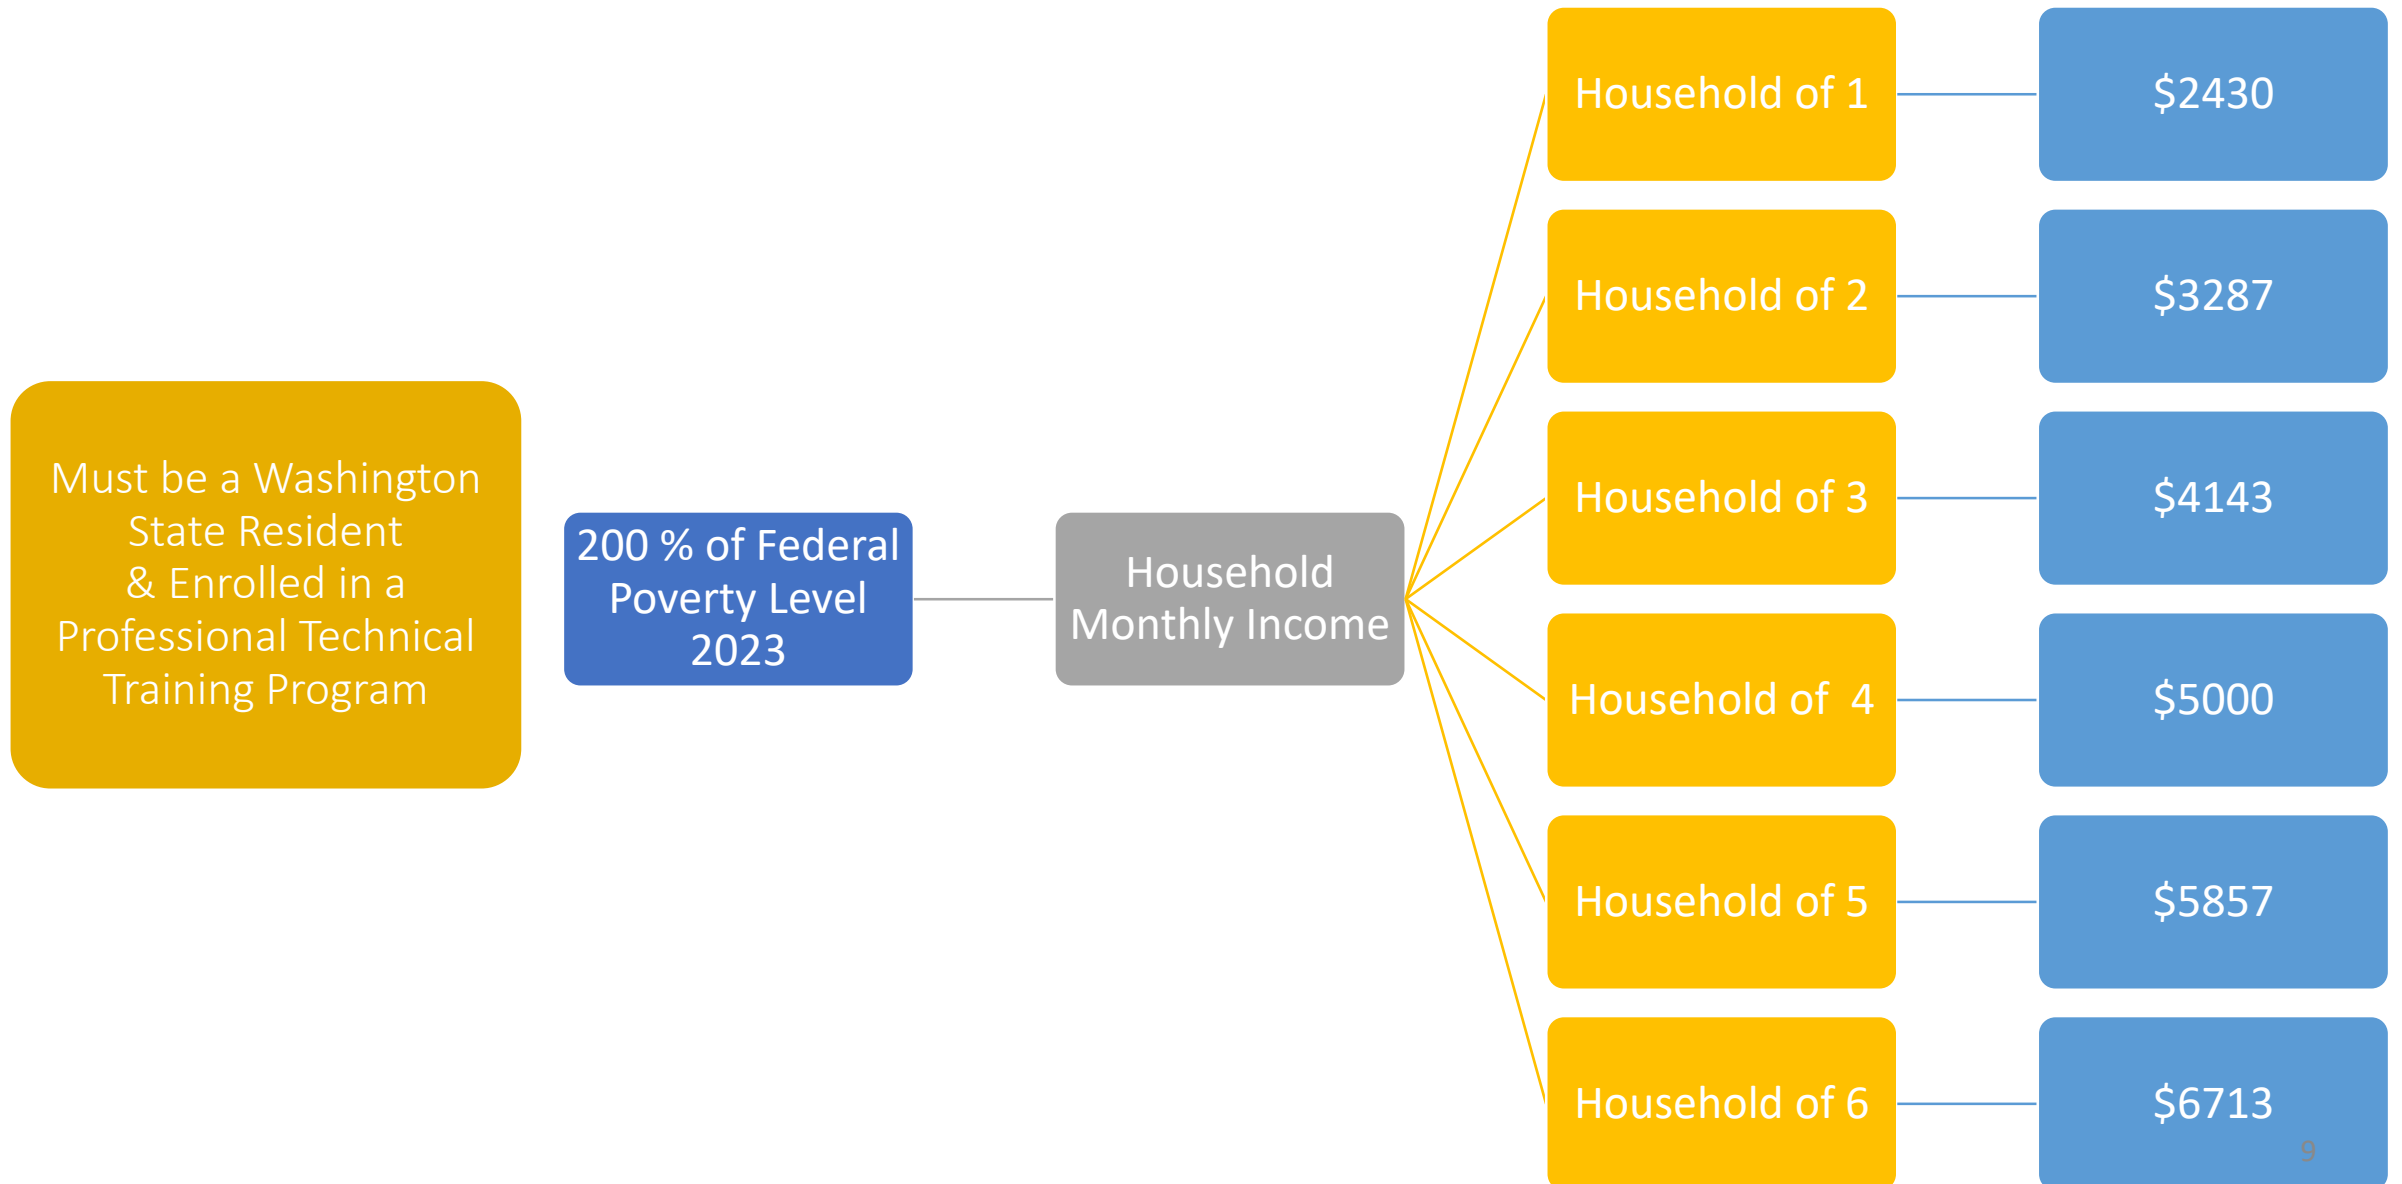 Must be a Washington
State Resident
& Enrolled in a
Professional Technical
Training Program
200 % of Federal
Poverty Level
2023
Household
Monthly Income
Household of 1
$2430
Household of 2
$3287
Household of 3
$4143
Household of  4
$5000
Household of 5
$5857
Household of 6
$6713
9